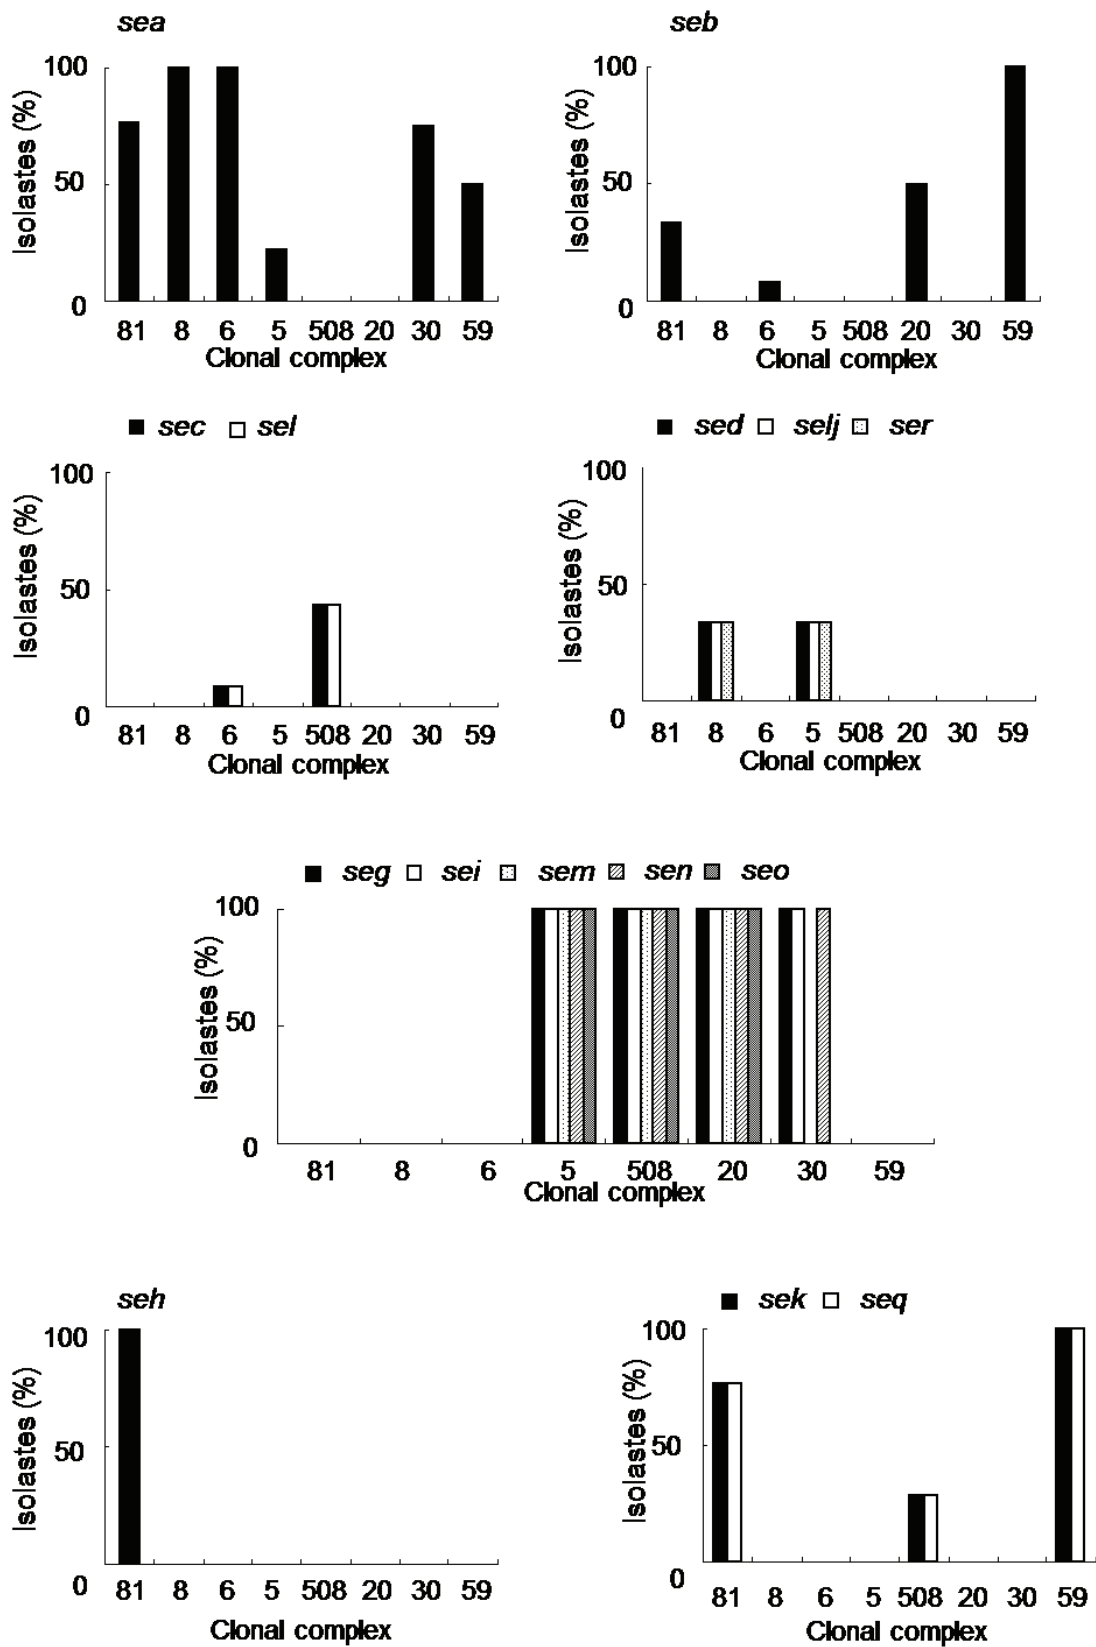 sea
100
50
0
Isolastes (%)
81 8 6 5 508 20 30 59
Clonal complex
seb
100
50
0
Isolastes (%)
81 8 6 5 508 20 30 59
Clonal complex
sec sel
100
50
0
Isolastes (%)
81 8 6 5 508 20 30 59
Clonal complex
sed selj ser
100
50
0
Isolastes (%)
81 8 6 5 508 20 30 59
Clonal complex
seg sei sem sen seo
100
50
0
Isolastes (%)
81 8 6 5 508 20 30 59
Clonal complex
seh
100
50
0
Isolastes (%)
81 8 6 5 508 20 30 59
Clonal complex
sek seq
100
50
0
Isolastes (%)
81 8 6 5 508 20 30 59
Clonal complex